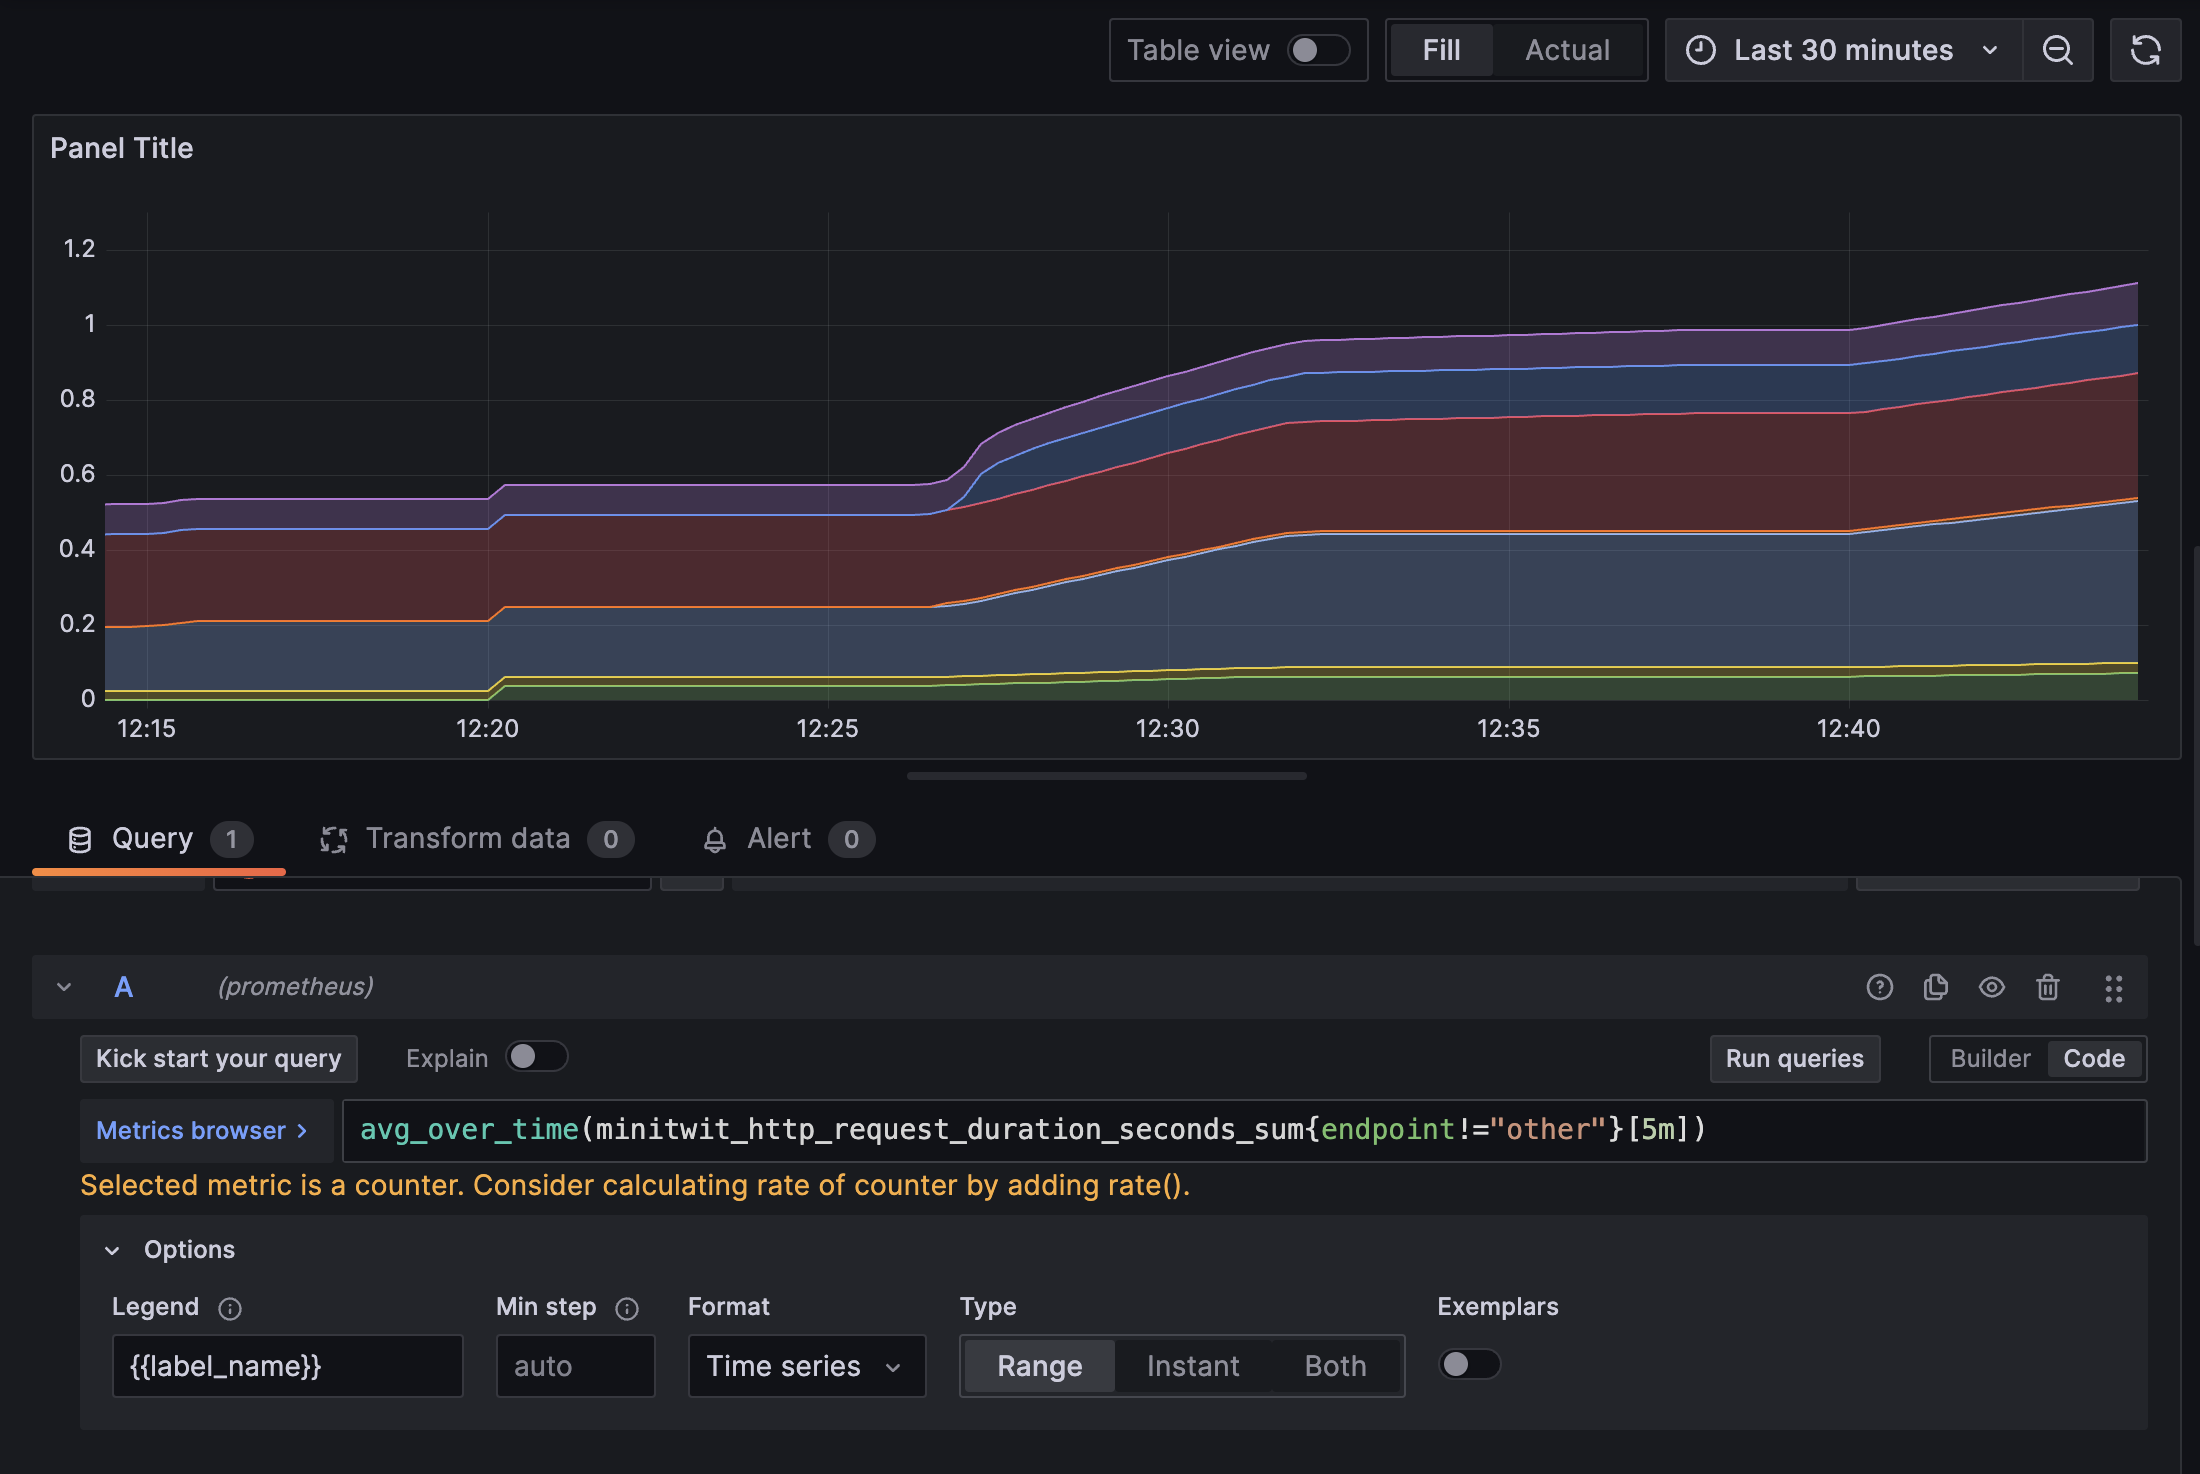 Table view
Fill Actual
Last 30 minutes
Panel Title
1.2
1
0.8
0.6
0.4
0.2
0
12:15 12:20 12:25 12:30 12:35 12:40
Query 1 Transform data 0 Alert 0
A (prometheus)
Kick start your query Explain Run queries Builder Code
Metrics browser > avg_over_time(minitwit_http_request_duration_seconds_sum{endpoint!="other"}[5m])
Selected metric is a counter. Consider calculating rate of counter by adding rate().
Options
Legend Min step Format Type Exemplars
{{label_name}} auto Time series Range Instant Both